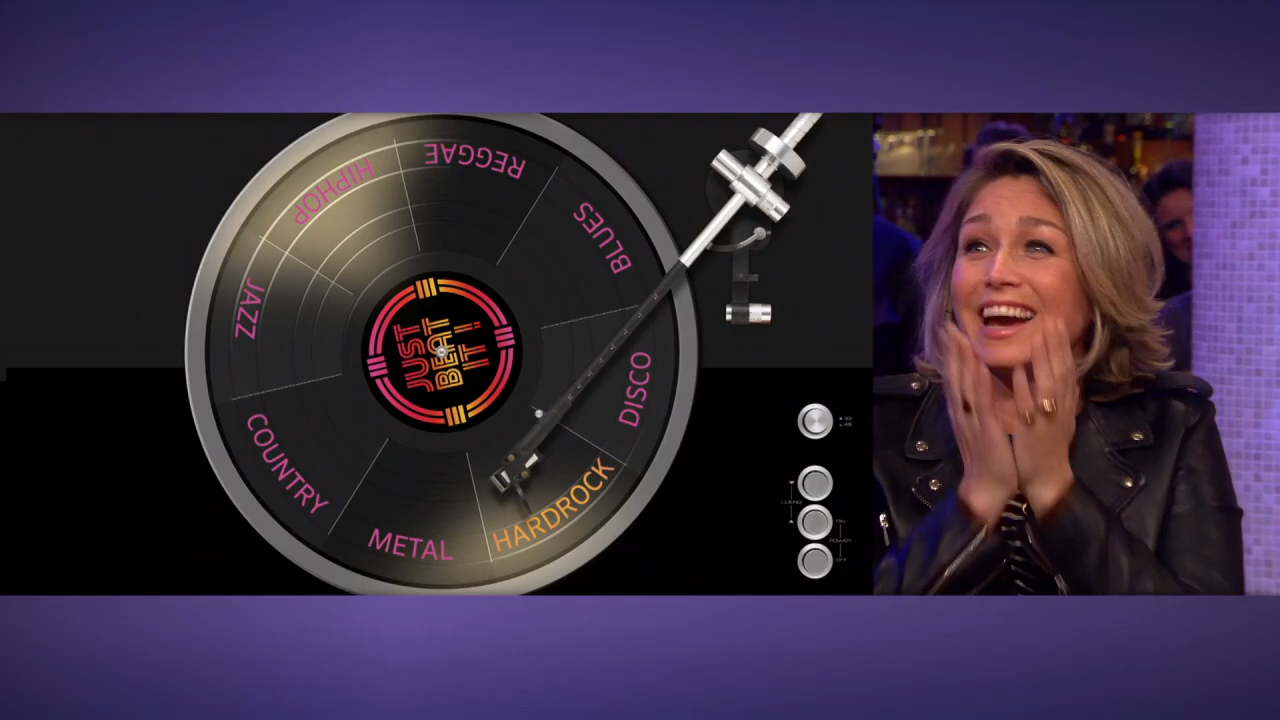 REGGAE
HIPHOP
BLUES
JAZZ
JUST
BEAT
IT!
DISCO
COUNTRY
HARDROCK
METAL